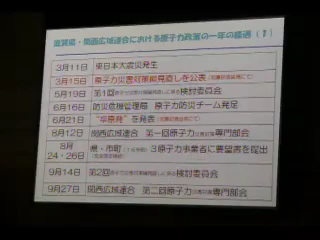 滋賀県・関西広域連合における原子力政策の一年の経過（1）
3月11日 東日本大震災発生
3月15日 原子力災害対策見直しを公表
5月19日 第1回 検討委員会
6月16日 防災危機管理局 原子力防災チーム発足
6月21日 “卒原発”を発表
8月12日 関西広域連合 第一回原子力 専門部会
8月24・26日 県・市町 3原子力事業者に要望書を提出
9月14日 第2回 検討委員会
9月27日 関西広域連合 第二回原子力 専門部会